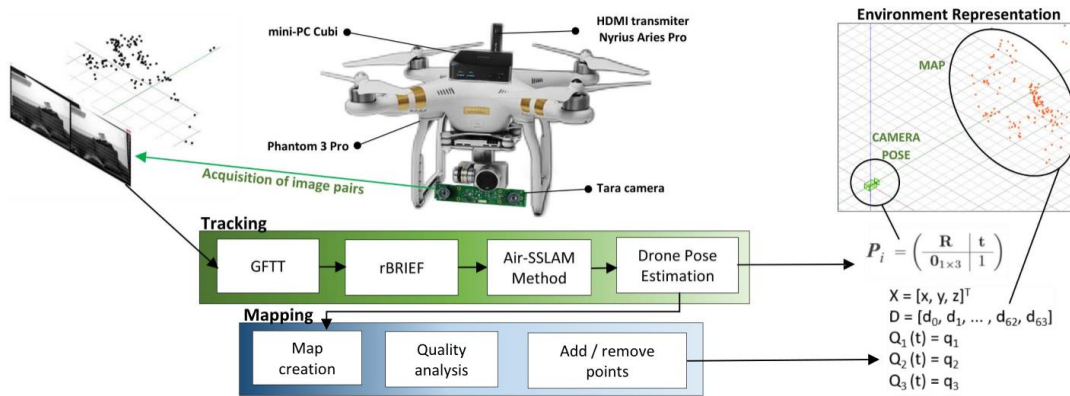 mini-PC Cubi
HDMI transmiter
Nyrius Aries Pro
Phantom 3 Pro
Tara camera
Acquisition of image pairs
Environment Representation
MAP
CAMERA
POSE
Tracking
GFTT
rBRIEF
Air-SSLAM
Method
Drone Pose
Estimation
Mapping
Map
creation
Quality
analysis
Add / remove
points
P_i = ( R | t
0_{1×3} | 1 )
X = [x, y, z]^T
D = [d_0, d_1, ... , d_62, d_63]
Q_1 (t) = q_1
Q_2 (t) = q_2
Q_3 (t) = q_3